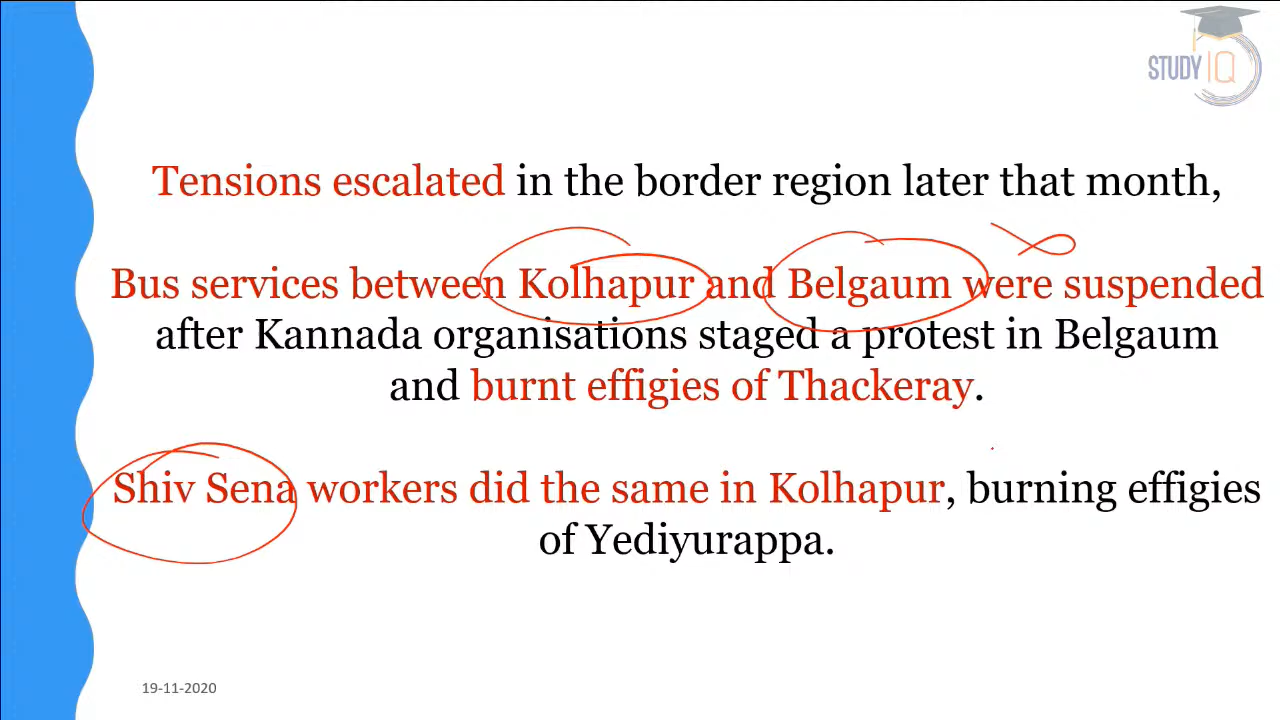 STUDY IQ
Tensions escalated in the border region later that month,
Bus services between Kolhapur and Belgaum were suspended
after Kannada organisations staged a protest in Belgaum
and burnt effigies of Thackeray.
Shiv Sena workers did the same in Kolhapur, burning effigies
of Yediyurappa.
19-11-2020